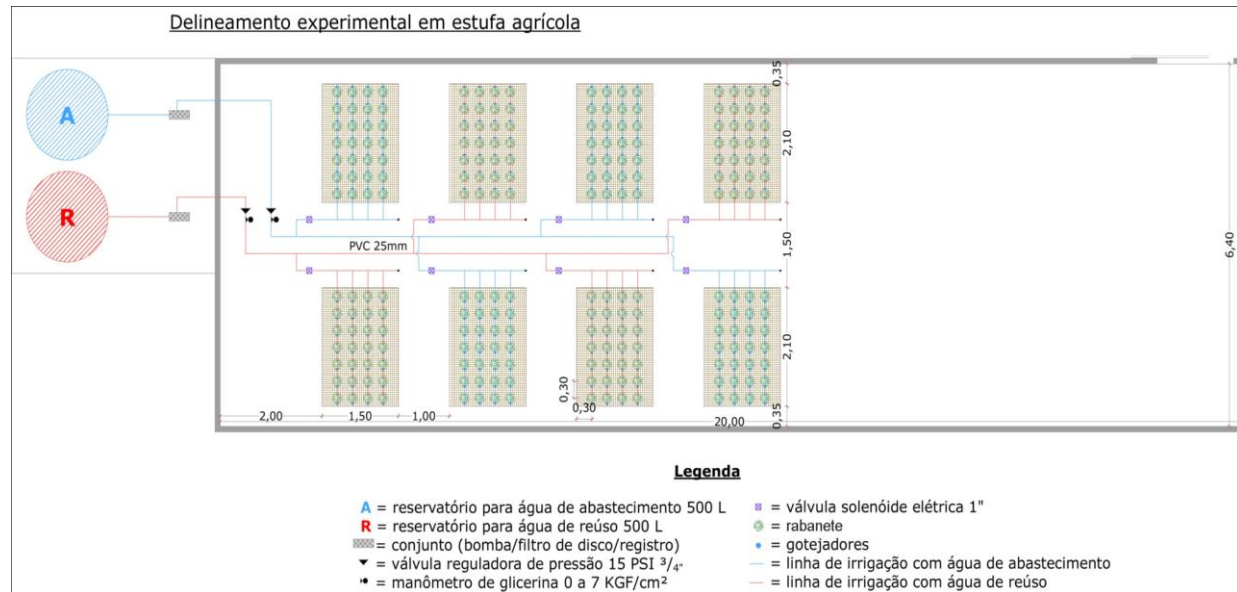 Delineamento experimental em estufa agrícola
A
R
PVC 25mm
0,35
2,10
1,50
2,10
0,35
6,40
0,30
0,30
2,00
1,50
1,00
20,00
Legenda
A = reservatório para água de abastecimento 500 L
R = reservatório para água de reúso 500 L
= conjunto (bomba/filtro de disco/registro)
= válvula reguladora de pressão 15 PSI 3/4"
= manômetro de glicerina 0 a 7 KGF/cm²
= válvula solenóide elétrica 1"
= rabanete
= gotejadores
= linha de irrigação com água de abastecimento
= linha de irrigação com água de reúso